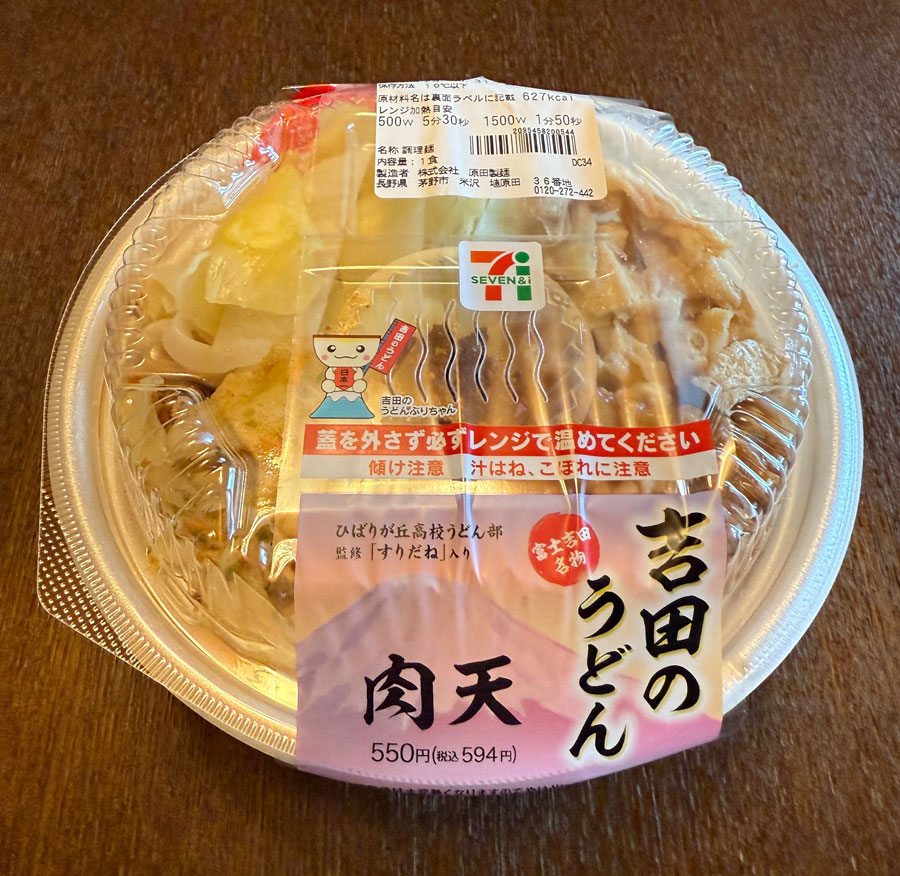 保存方法 10℃以下
原材料名は裏面ラベルに記載 627kcal
レンジ加熱目安
500W 5分30秒 1500W 1分50秒
2095458200544
名称 調理麺
内容量：1食
DC34
製造者 株式会社 原田製麺
長野県 茅野市 米沢 埴原田 36番地
0120-272-442
SEVEN&i
吉田のうどん
日本一
吉田の
うどんぶりちゃん
蓋を外さず必ずレンジで温めてください
傾け注意 汁はね、こぼれに注意
ひばりが丘高校うどん部
監修「すりだね」入り
富士吉田
名物
吉田の
うどん
肉天
550円(税込594円)